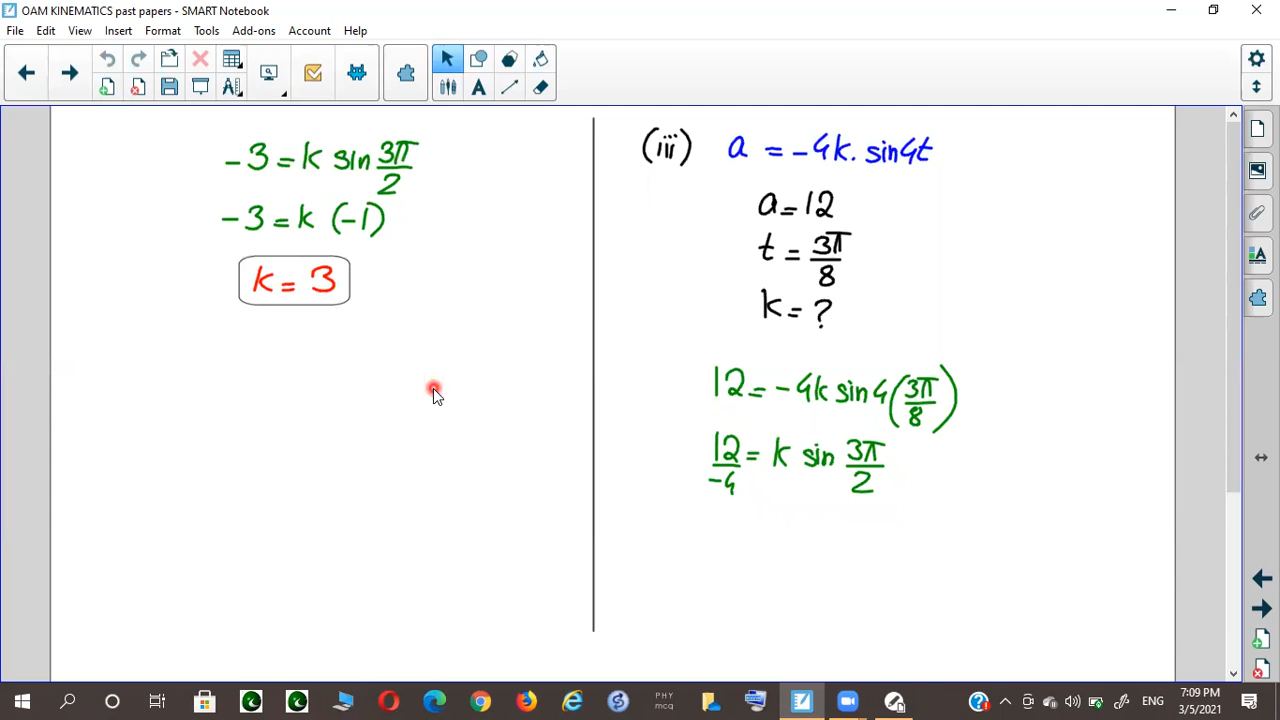 OAM KINEMATICS past papers - SMART Notebook
File Edit View Insert Format Tools Add-ons Account Help
-3 = k sin 3π/2
-3 = k (-1)
k = 3
(iii) a = -4k. sin4t
a = 12
t = 3π/8
k = ?
12 = -4k sin 4(3π/8)
12/-4 = k sin 3π/2
PHY
mcq
ENG
7:09 PM
3/5/2021